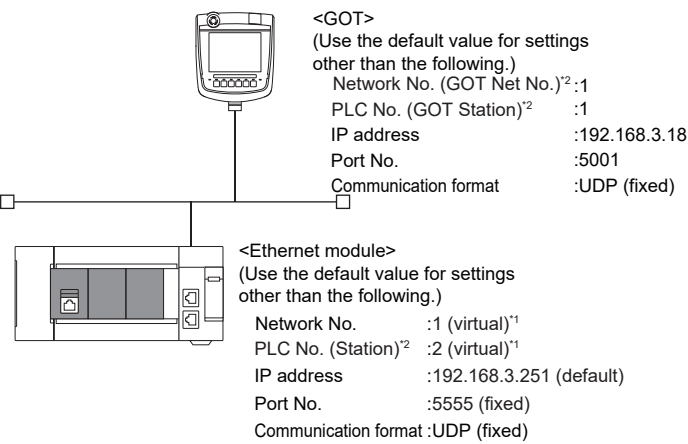 <GOT>
(Use the default value for settings
other than the following.)
Network No. (GOT Net No.)*2 :1
PLC No. (GOT Station)*2 :1
IP address :192.168.3.18
Port No. :5001
Communication format :UDP (fixed)
<Ethernet module>
(Use the default value for settings
other than the following.)
Network No. :1 (virtual)*1
PLC No. (Station)*2 :2 (virtual)*1
IP address :192.168.3.251 (default)
Port No. :5555 (fixed)
Communication format :UDP (fixed)